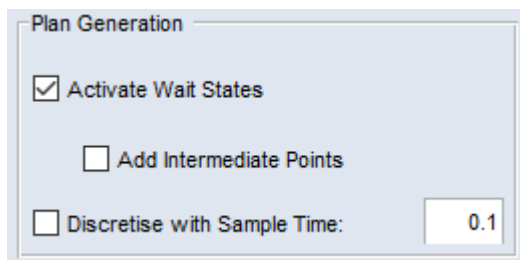 Plan Generation
Activate Wait States
Add Intermediate Points
Discretise with Sample Time: 0.1